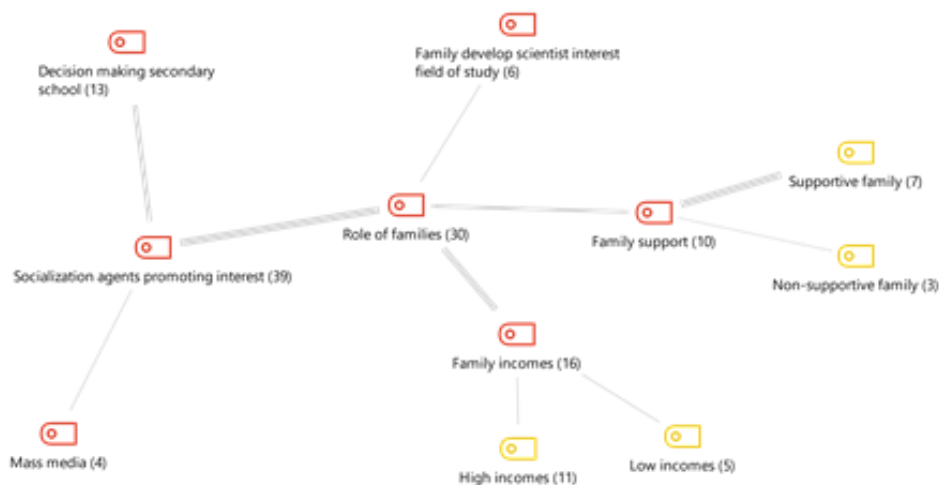 Decision making secondary
school (13)
Family develop scientist interest
field of study (6)
Supportive family (7)
Role of families (30)
Family support (10)
Socialization agents promoting interest (39)
Non-supportive family (3)
Family incomes (16)
Mass media (4)
High incomes (11)
Low incomes (5)